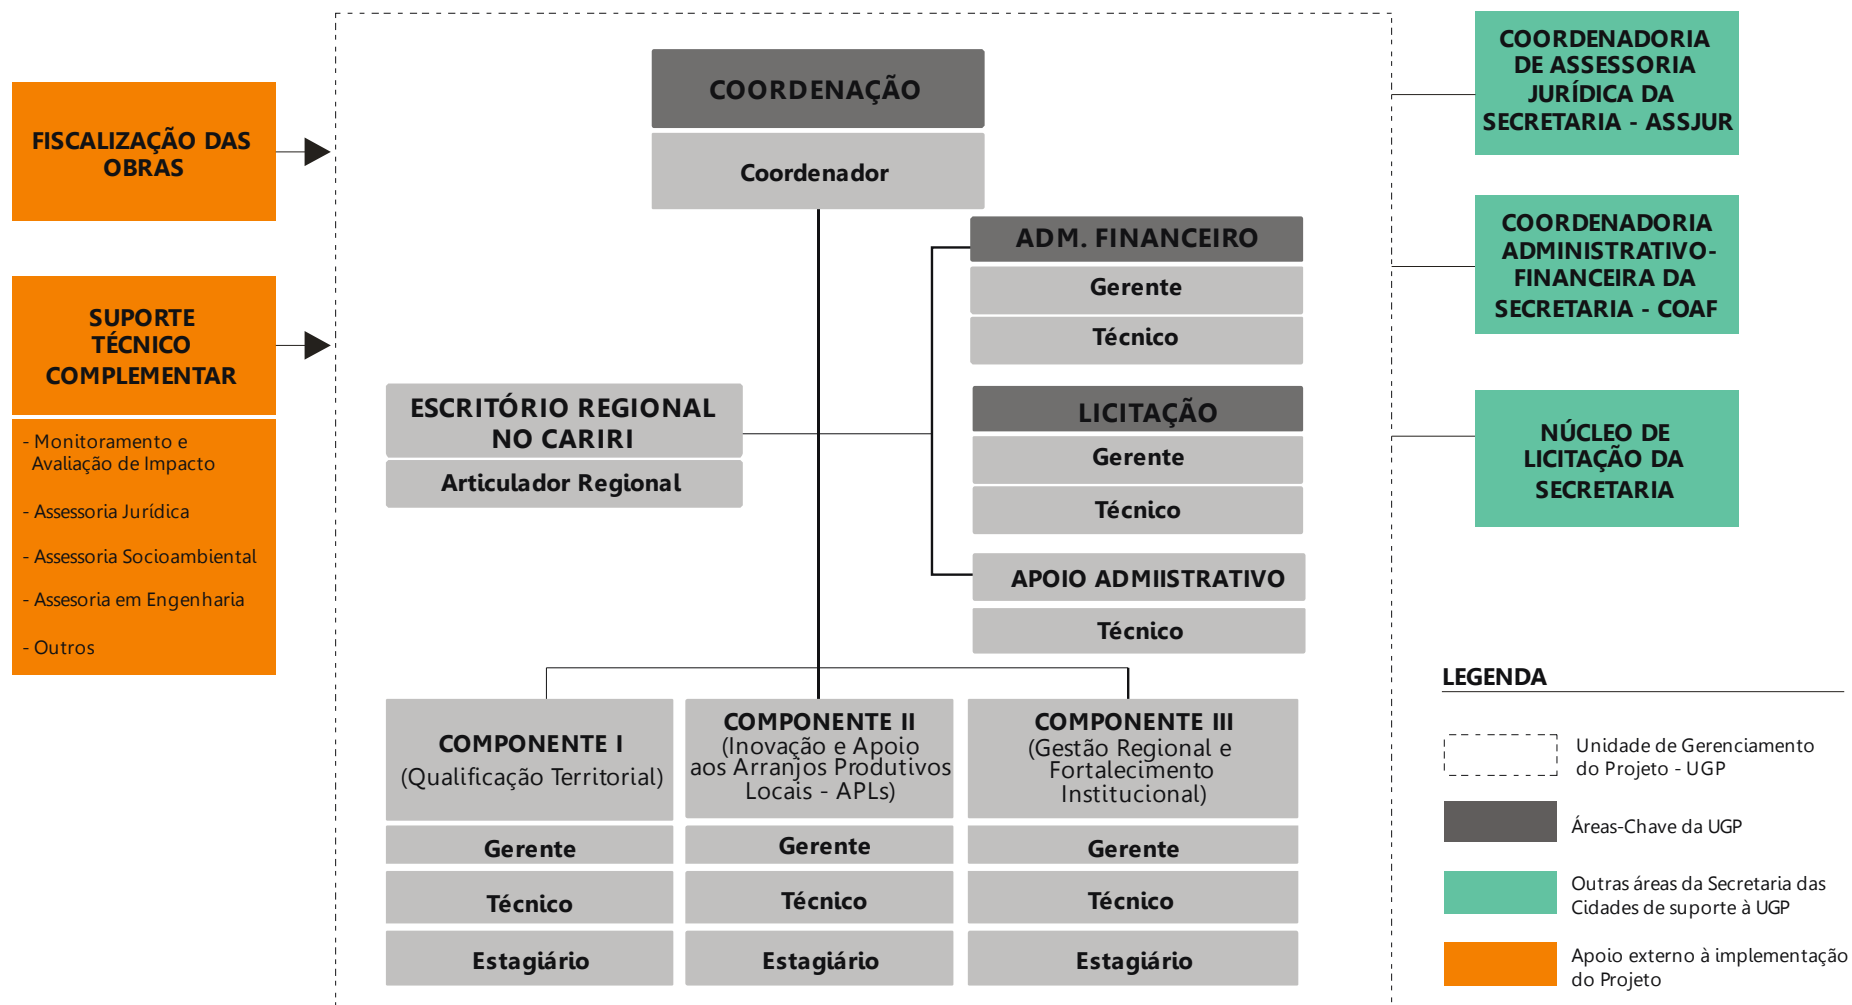 FISCALIZAÇÃO DAS
OBRAS
SUPORTE
TÉCNICO
COMPLEMENTAR
- Monitoramento e
Avaliação de Impacto
- Assessoria Jurídica
- Assessoria Socioambiental
- Assesoria em Engenharia
- Outros
COORDENAÇÃO
Coordenador
ADM. FINANCEIRO
Gerente
Técnico
ESCRITÓRIO REGIONAL
NO CARIRI
Articulador Regional
LICITAÇÃO
Gerente
Técnico
APOIO ADMIISTRATIVO
Técnico
COMPONENTE I
(Qualificação Territorial)
Gerente
Técnico
Estagiário
COMPONENTE II
(Inovação e Apoio
aos Arranjos Produtivos
Locais - APLs)
Gerente
Técnico
Estagiário
COMPONENTE III
(Gestão Regional e
Fortalecimento
Institucional)
Gerente
Técnico
Estagiário
COORDENADORIA
DE ASSESSORIA
JURÍDICA DA
SECRETARIA - ASSJUR
COORDENADORIA
ADMINISTRATIVO-
FINANCEIRA DA
SECRETARIA - COAF
NÚCLEO DE
LICITAÇÃO DA
SECRETARIA
LEGENDA
Unidade de Gerenciamento
do Projeto - UGP
Áreas-Chave da UGP
Outras áreas da Secretaria das
Cidades de suporte à UGP
Apoio externo à implementação
do Projeto